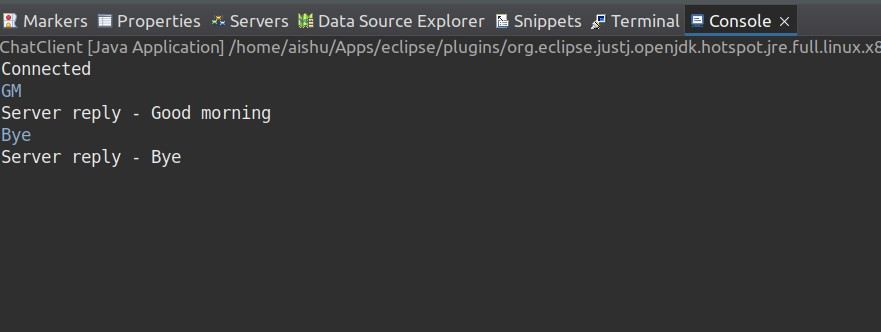 Markers Properties Servers Data Source Explorer Snippets Terminal Console
ChatClient [Java Application] /home/aishu/Apps/eclipse/plugins/org.eclipse.justj.openjdk.hotspot.jre.full.linux.x8
Connected
GM
Server reply - Good morning
Bye
Server reply - Bye